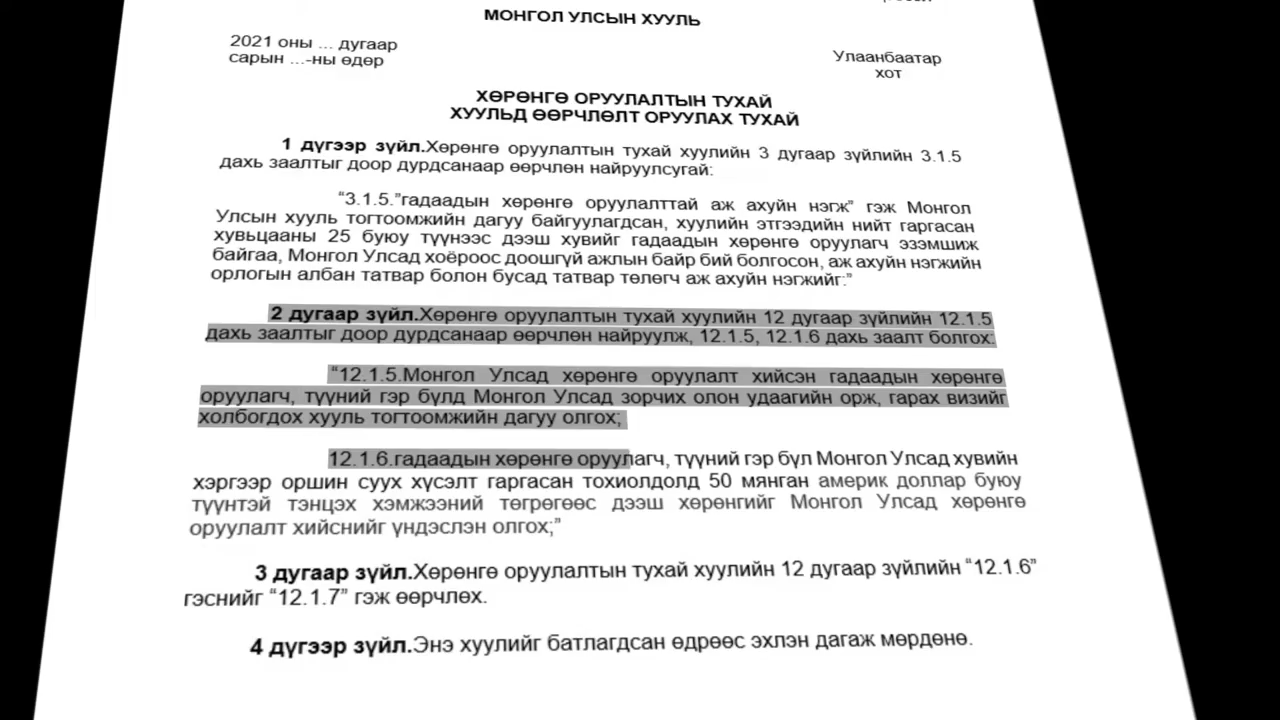 МОНГОЛ УЛСЫН ХУУЛЬ
2021 оны ... дугаар
сарын ...-ны өдөр
Улаанбаатар
хот
ХӨРӨНГӨ ОРУУЛАЛТЫН ТУХАЙ
ХУУЛЬД ӨӨРЧЛӨЛТ ОРУУЛАХ ТУХАЙ
1 дүгээр зүйл.Хөрөнгө оруулалтын тухай хуулийн 3 дугаар зүйлийн 3.1.5
дахь заалтыг доор дурдсанаар өөрчлөн найруулсугай:
“3.1.5.”гадаадын хөрөнгө оруулалттай аж ахуйн нэгж” гэж Монгол
Улсын хууль тогтоомжийн дагуу байгуулагдсан, хуулийн этгээдийн нийт гаргасан
хувьцааны 25 буюу түүнээс дээш хувийг гадаадын хөрөнгө оруулагч эзэмшиж
байгаа, Монгол Улсад хоёроос доошгүй ажлын байр бий болгосон, аж ахуйн нэгжийн
орлогын албан татвар болон бусад татвар төлөгч аж ахуйн нэгжийг:”
2 дугаар зүйл.Хөрөнгө оруулалтын тухай хуулийн 12 дугаар зүйлийн 12.1.5
дахь заалтыг доор дурдсанаар өөрчлөн найруулж, 12.1.5, 12.1.6 дахь заалт болгох:
“12.1.5.Монгол Улсад хөрөнгө оруулалт хийсэн гадаадын хөрөнгө
оруулагч, түүний гэр бүлд Монгол Улсад зорчих олон удаагийн орж, гарах визийг
холбогдох хууль тогтоомжийн дагуу олгох;
12.1.6.гадаадын хөрөнгө оруулагч, түүний гэр бүл Монгол Улсад хувийн
хэргээр оршин суух хүсэлт гаргасан тохиолдолд 50 мянган америк доллар буюу
түүнтэй тэнцэх хэмжээний төгрөгөөс дээш хөрөнгийг Монгол Улсад хөрөнгө
оруулалт хийснийг үндэслэн олгох;”
3 дугаар зүйл.Хөрөнгө оруулалтын тухай хуулийн 12 дугаар зүйлийн “12.1.6”
гэснийг “12.1.7” гэж өөрчлөх.
4 дүгээр зүйл.Энэ хуулийг батлагдсан өдрөөс эхлэн дагаж мөрдөнө.